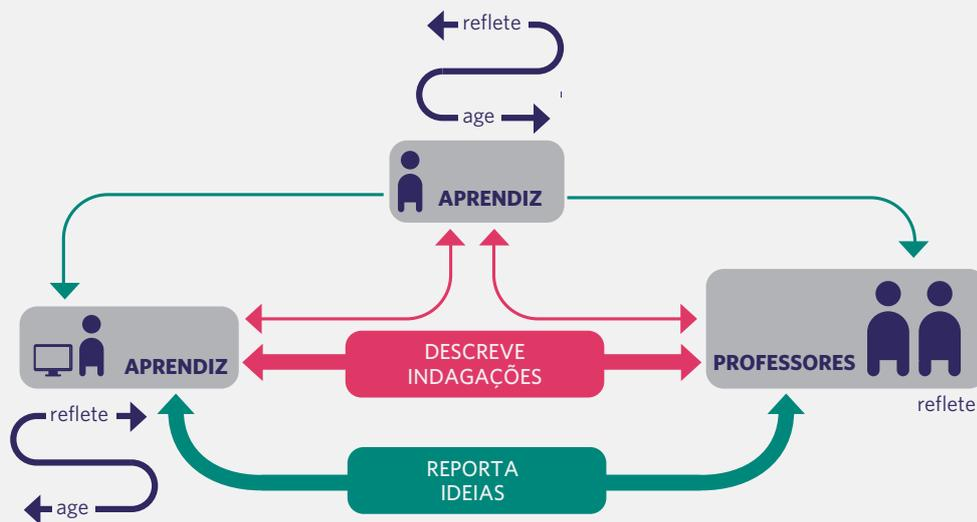 reflete
age
APRENDIZ
APRENDIZ
DESCREVE
INDAGAÇÕES
PROFESSORES
reflete
reflete
REPORTA
IDEIAS
age